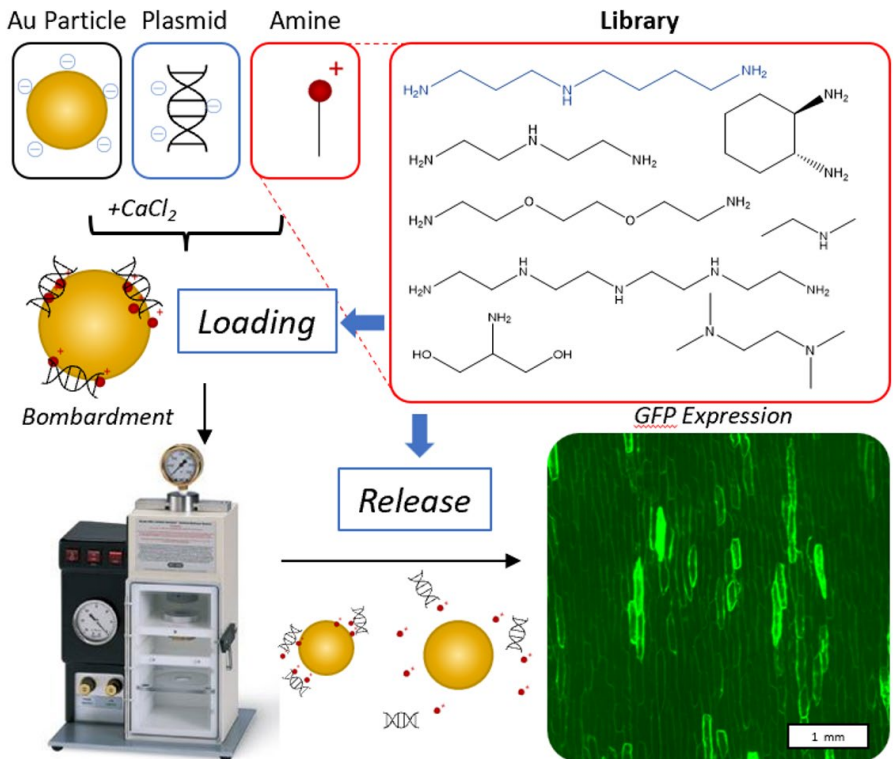 Au Particle
Plasmid
Amine
Library
+
H₂N
N
H
NH₂
NH₂
NH₂
H₂N
H
N
NH₂
H₂N
O
O
NH₂
N
H
H₂N
H
N
N
H
H
N
NH₂
NH₂
HO
OH
N
N
+CaCl₂
Loading
Bombardment
Release
GFP Expression
1 mm